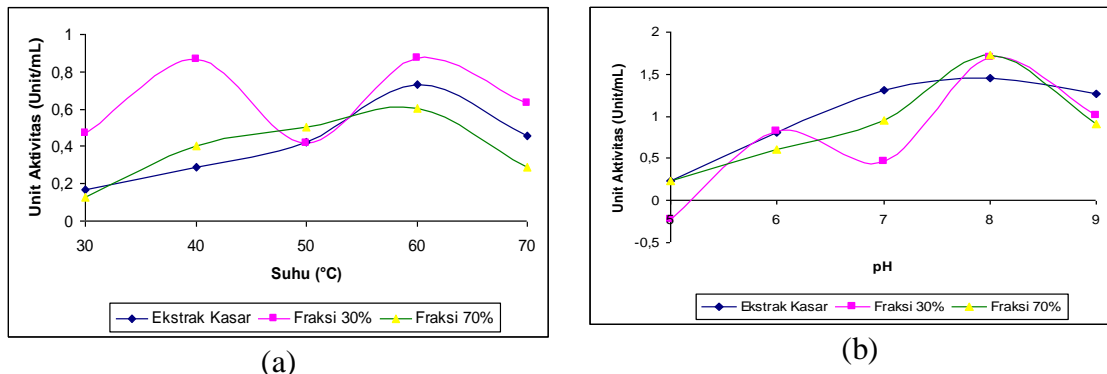 Unit Aktivitas (Unit/mL)
1
0,8
0,6
0,4
0,2
0
30 40 50 60 70
Suhu (°C)
Ekstrak Kasar Fraksi 30% Fraksi 70%
(a)
Unit Aktivitas (Unit/mL)
2
1,5
1
0,5
0
-0,5
5 6 7 8 9
pH
Ekstrak Kasar Fraksi 30% Fraksi 70%
(b)